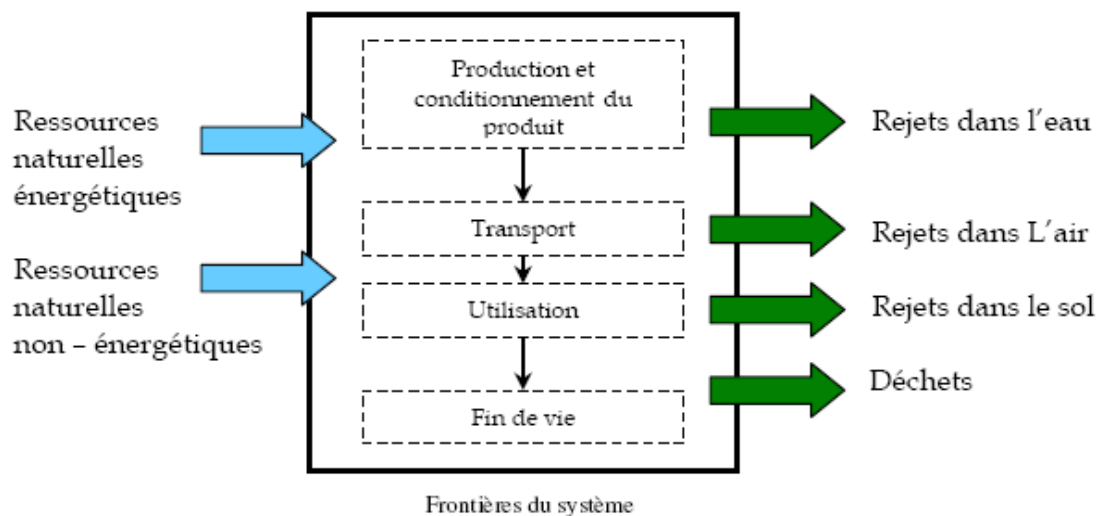 Ressources
naturelles
énergétiques
Ressources
naturelles
non – énergétiques
Production et
conditionnement du
produit
Transport
Utilisation
Fin de vie
Rejets dans l’eau
Rejets dans L’air
Rejets dans le sol
Déchets
Frontières du système